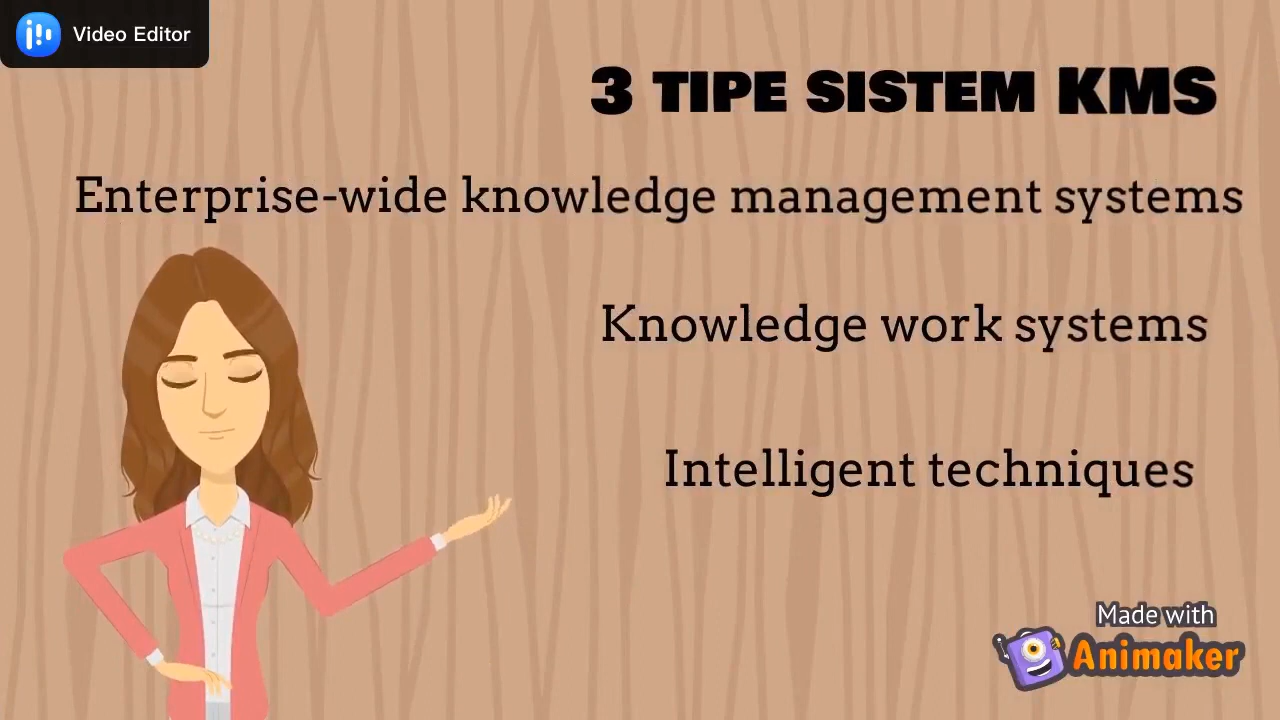 Video Editor
3 TIPE SISTEM KMS
Enterprise-wide knowledge management systems
Knowledge work systems
Intelligent techniques
Made with
Animaker